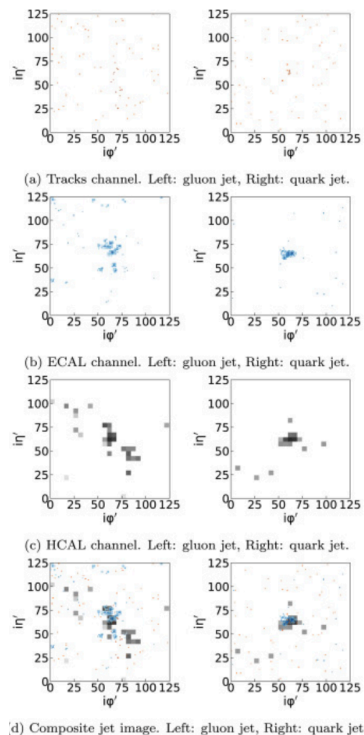 125 125
100 100
75 75
iη′ iη′
50 50
25 25
0 0
0 25 50 75 100 125 0 25 50 75 100 125
iφ′ iφ′
(a) Tracks channel. Left: gluon jet, Right: quark jet.
125 125
100 100
75 75
iη′ iη′
50 50
25 25
0 0
0 25 50 75 100 125 0 25 50 75 100 125
iφ′ iφ′
(b) ECAL channel. Left: gluon jet, Right: quark jet.
125 125
100 100
75 75
iη′ iη′
50 50
25 25
0 0
0 25 50 75 100 125 0 25 50 75 100 125
iφ′ iφ′
(c) HCAL channel. Left: gluon jet, Right: quark jet.
125 125
100 100
75 75
iη′ iη′
50 50
25 25
0 0
0 25 50 75 100 125 0 25 50 75 100 125
iφ′ iφ′
d) Composite jet image. Left: gluon jet, Right: quark jet